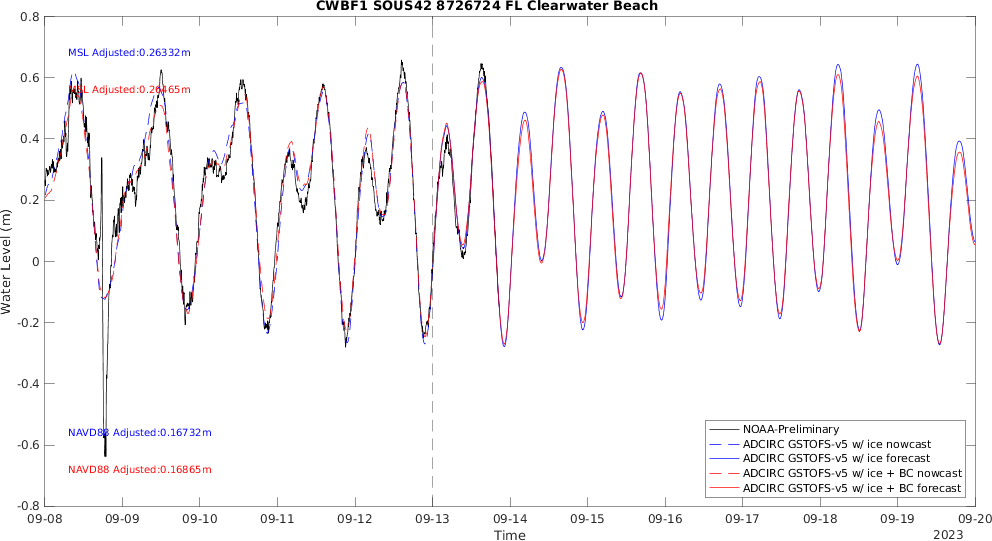 CWBF1 SOUS42 8726724 FL Clearwater Beach
0.8
0.6
0.4
0.2
0
-0.2
-0.4
-0.6
-0.8
Water Level (m)
MSL Adjusted:0.26332m
MSL Adjusted:0.26465m
NAVD88 Adjusted:0.16732m
NAVD88 Adjusted:0.16865m
NOAA-Preliminary
ADCIRC GSTOFS-v5 w/ ice nowcast
ADCIRC GSTOFS-v5 w/ ice forecast
ADCIRC GSTOFS-v5 w/ ice + BC nowcast
ADCIRC GSTOFS-v5 w/ ice + BC forecast
09-08 09-09 09-10 09-11 09-12 09-13 09-14 09-15 09-16 09-17 09-18 09-19 09-20
Time
2023